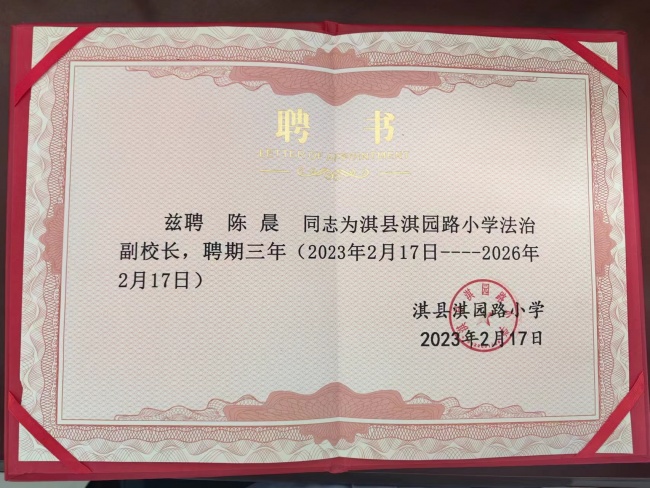 聘 书
LETTER OF APPOINTMENT
兹聘 陈 晨 同志为淇县淇园路小学法治
副校长，聘期三年（2023年2月17日----2026年
2月17日）
淇县淇园路小学
2023年2月17日